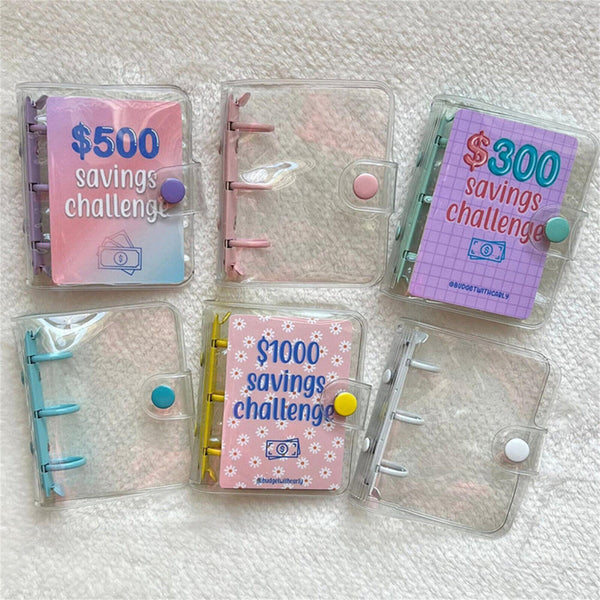 $500
savings
challenge
$300
savings
challenge
@BUDGETWITHCARLY
$1000
savings
challenge
@budgetwithcarly